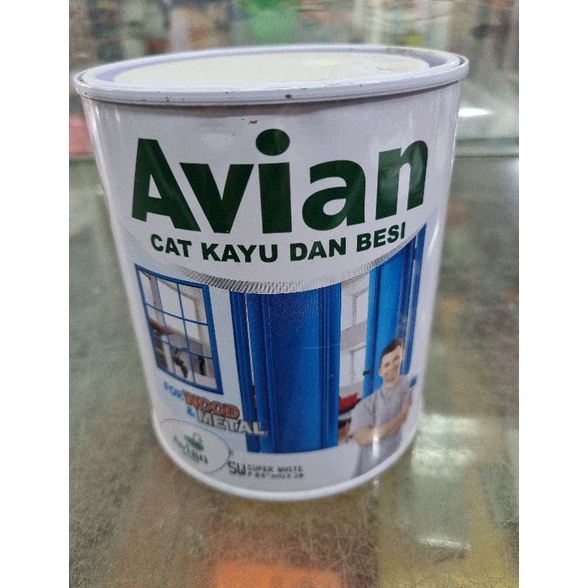 Avian
CAT KAYU DAN BESI
FOR WOOD
& METAL
Avian
SW SUPER WHITE